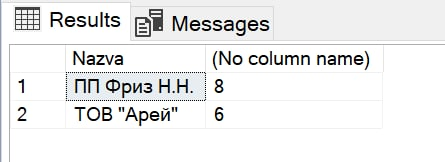 Results Messages
Nazva (No column name)
1 ПП Фриз Н.Н. 8
2 ТОВ "Арей" 6